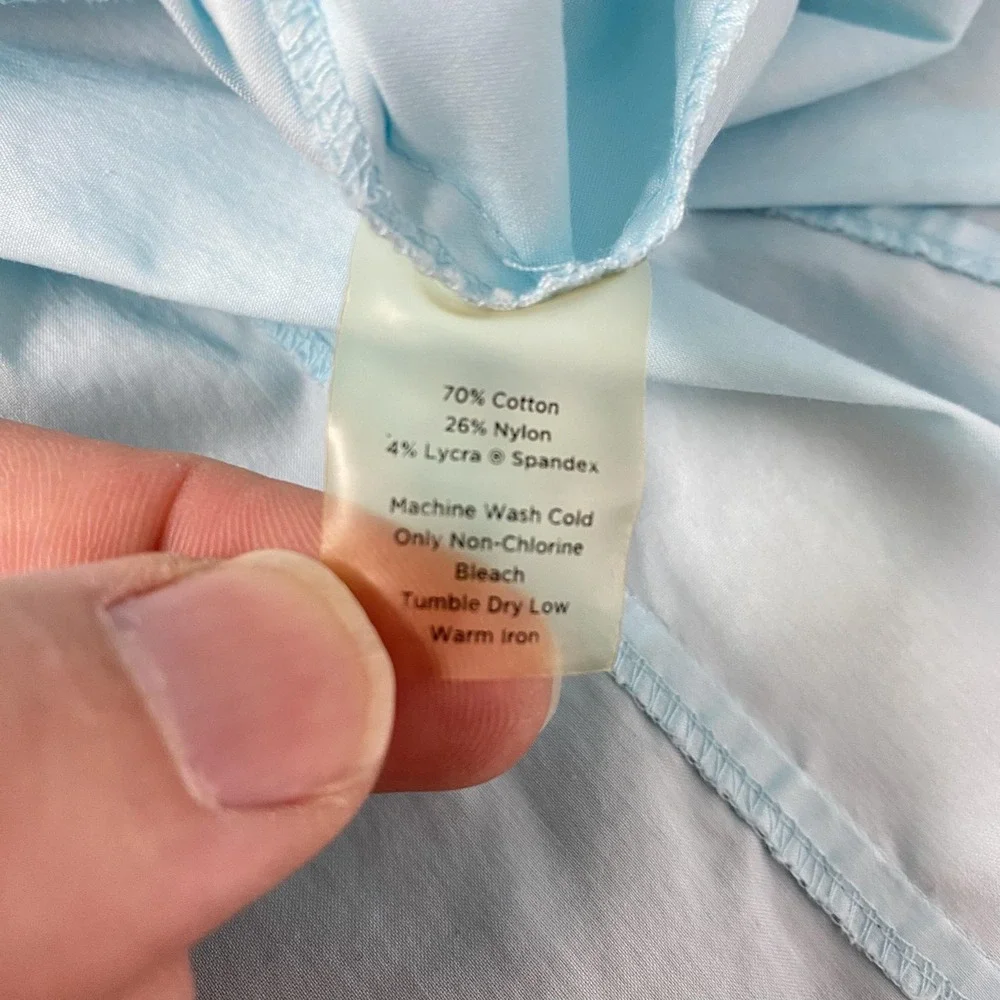 70% Cotton
26% Nylon
4% Lycra ® Spandex
Machine Wash Cold
Only Non-Chlorine
Bleach
Tumble Dry Low
Warm Iron